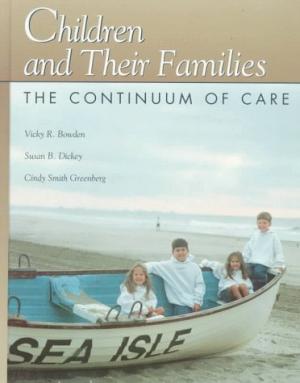 Children
and Their Families
THE CONTINUUM OF CARE
Vicky R. Bowden
Susan B. Dickey
Cindy Smith Greenberg
SEA ISLE